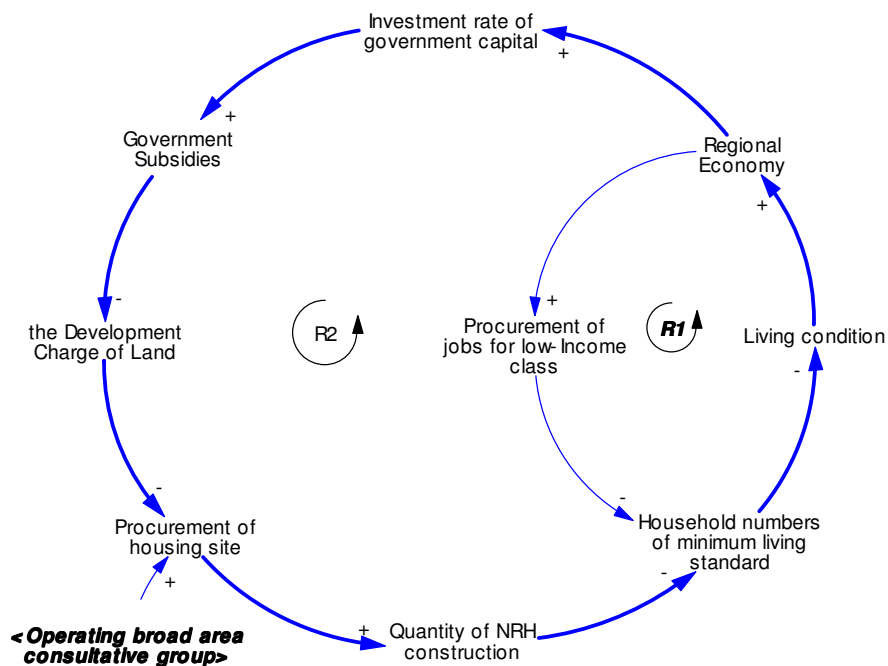 Investment rate of
government capital
+
+
Government
Subsidies
Regional
Economy
+
-
+
the Development
Charge of Land
R2
Procurement of
jobs for low-Income
class
R1
Living condition
-
-
-
Procurement of
housing site
Household numbers
of minimum living
standard
+
-
<Operating broad area
consultative group>
+
Quantity of NRH
construction